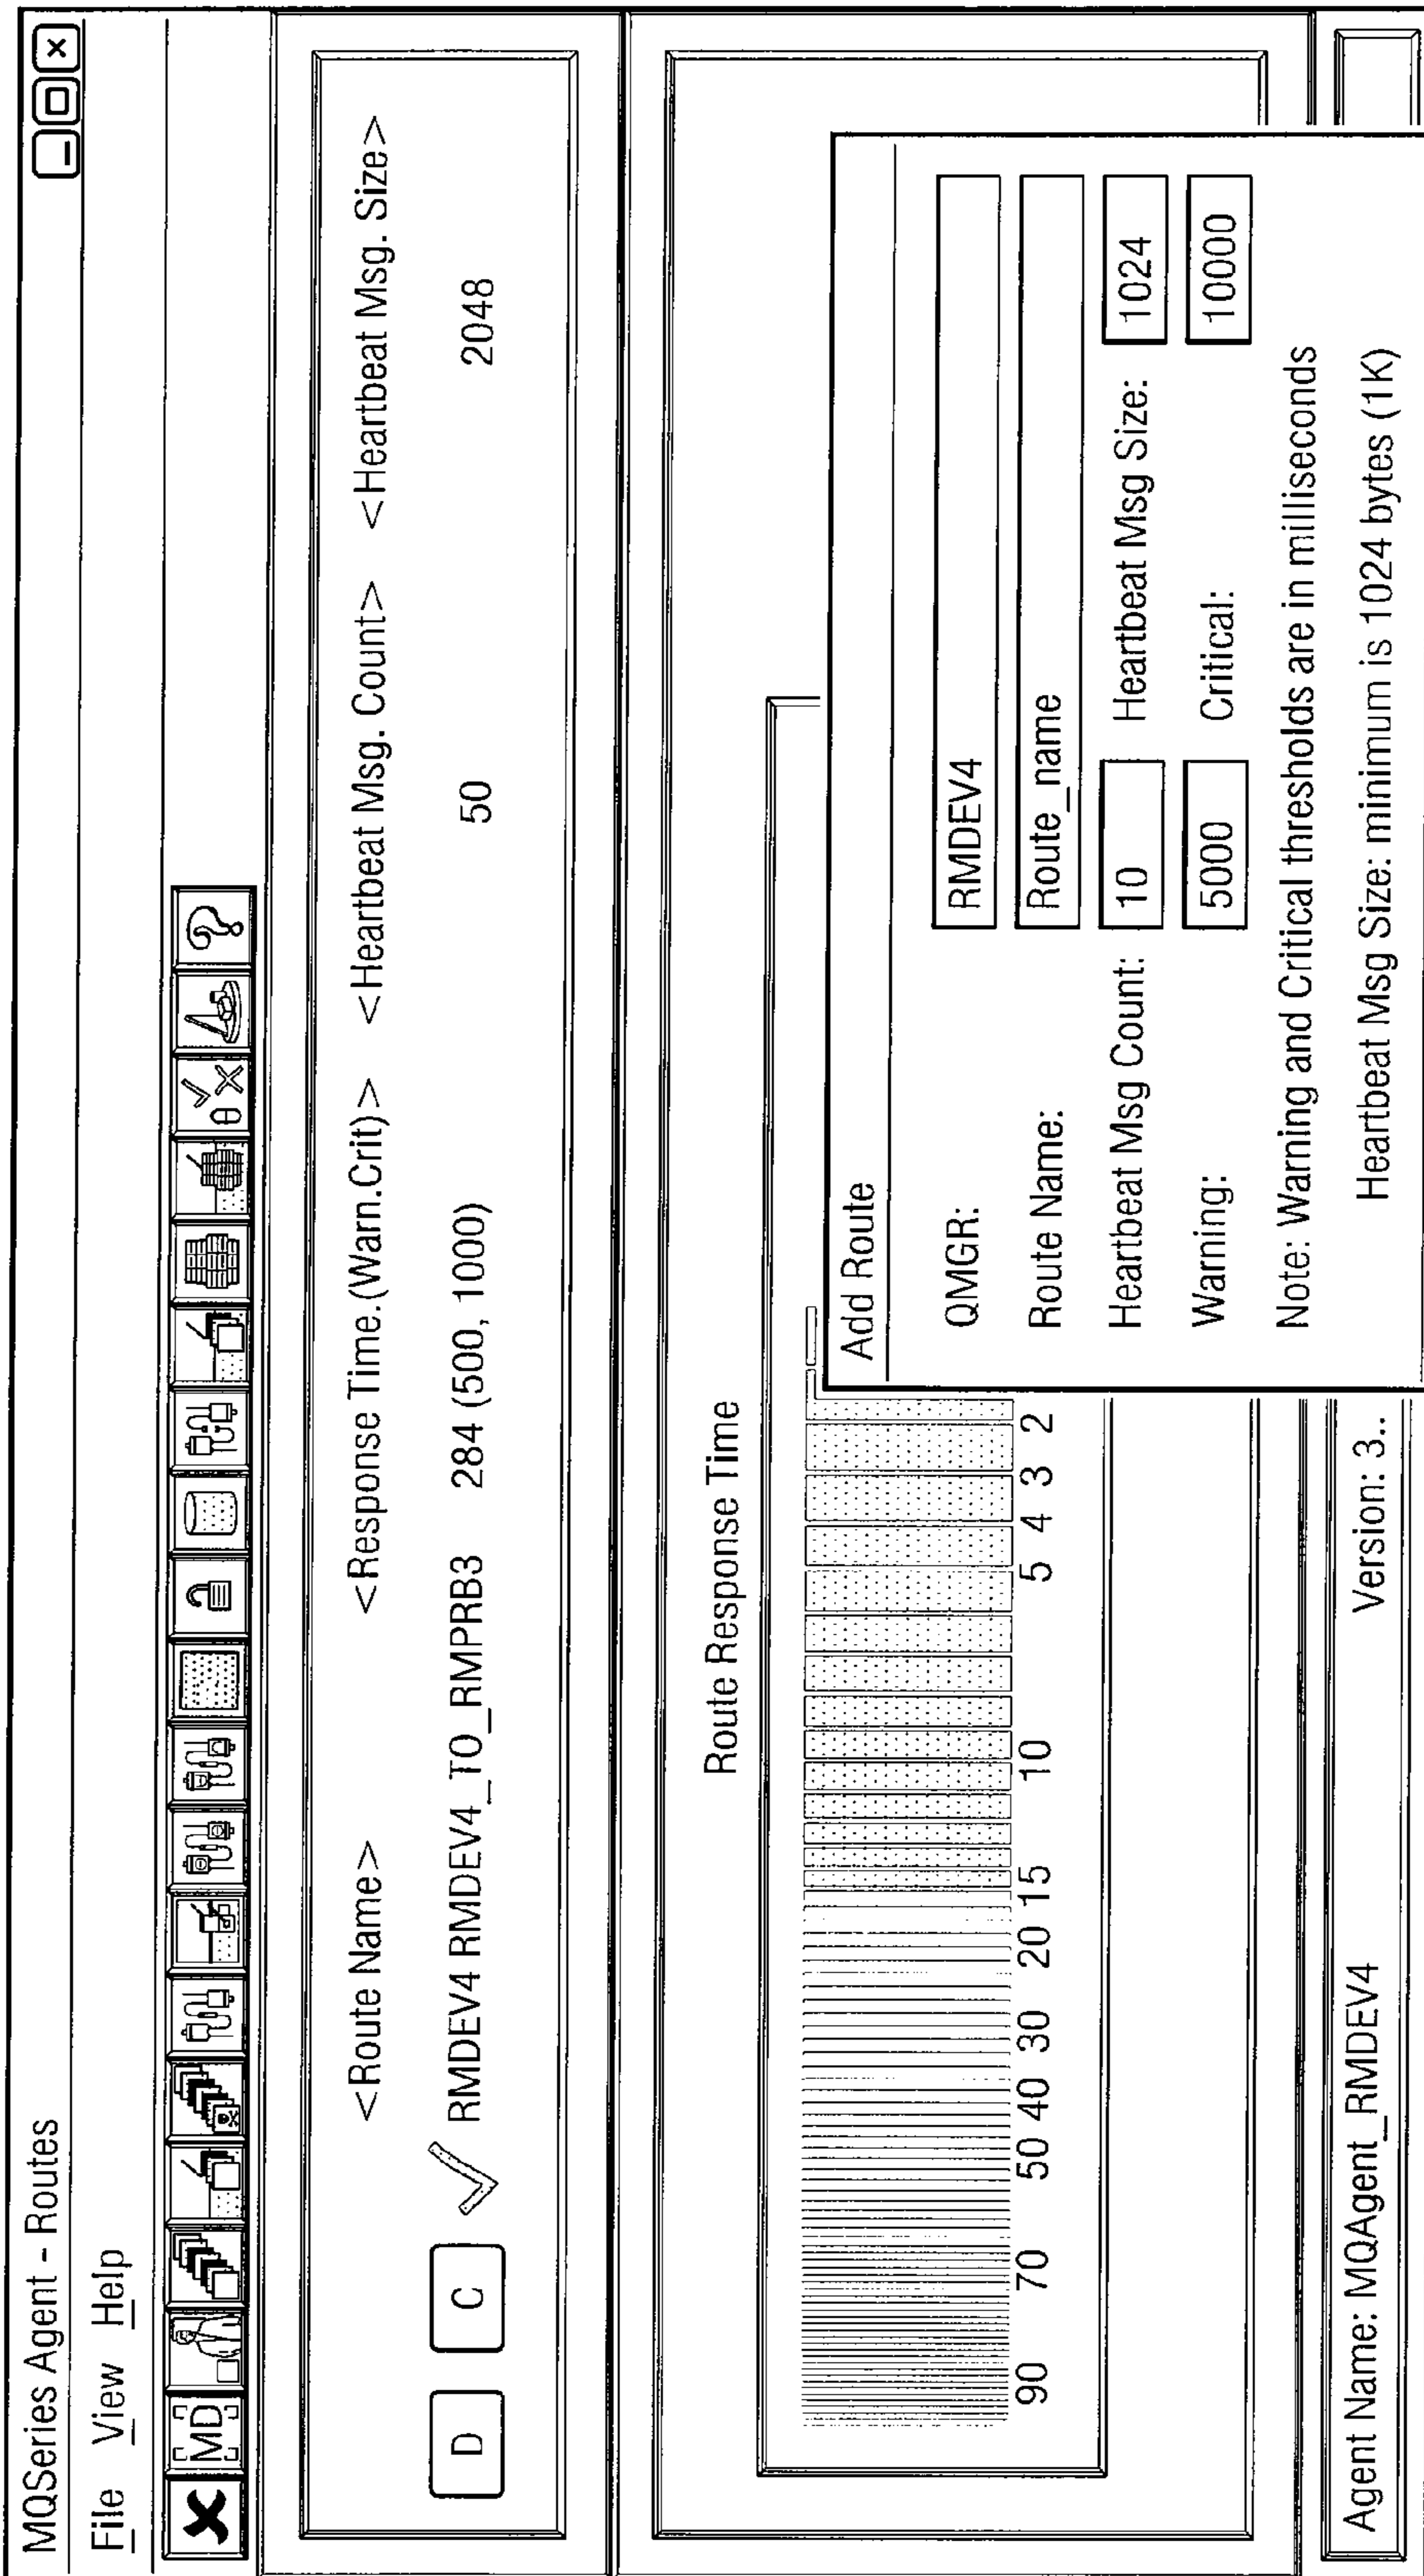 MQSeries Agent - Routes
File View Help
MD
?
<Route Name> <Response Time.(Warn.Crit)> <Heartbeat Msg. Count> <Heartbeat Msg. Size>
D C RMDEV4 RMDEV4_TO_RMPRB3 284 (500, 1000) 50 2048
Route Response Time
90 70 50 40 30 20 15 10 5 4 3 2
Add Route
QMGR: RMDEV4
Route Name: Route_name
Heartbeat Msg Count: 10 Heartbeat Msg Size: 1024
Warning: 5000 Critical: 10000
Note: Warning and Critical thresholds are in milliseconds
Heartbeat Msg Size: minimum is 1024 bytes (1K)
Agent Name: MQAgent_RMDEV4 Version: 3..